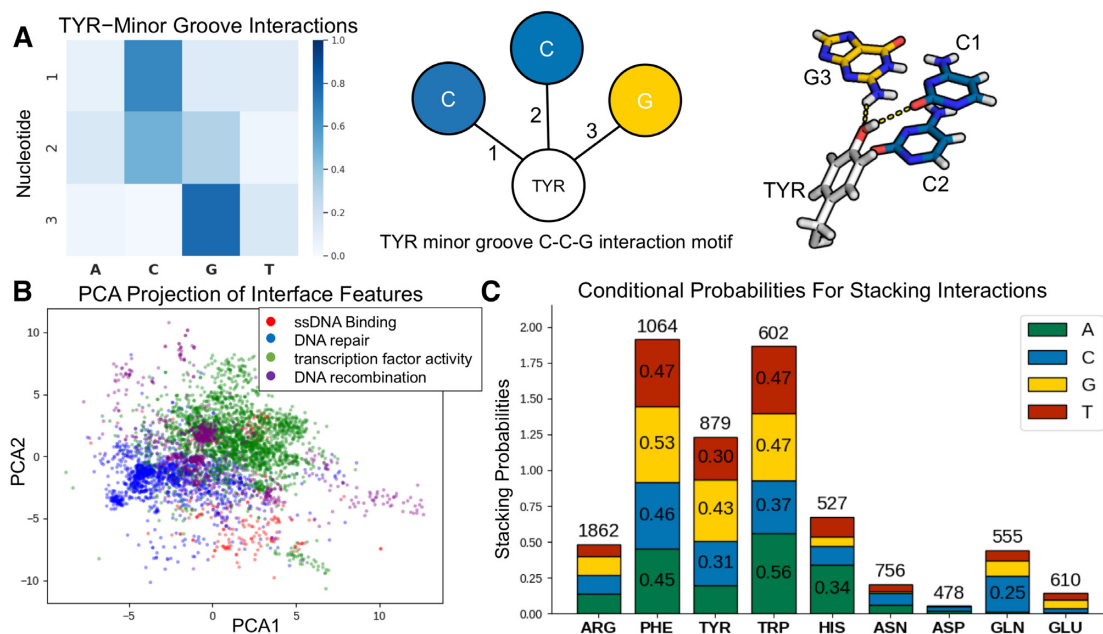 A
TYR−Minor Groove Interactions
Nucleotide
1
2
3
A C G T
1.0
0.8
0.6
0.4
0.2
0.0
C
C
G
1
2
3
TYR
TYR minor groove C-C-G interaction motif
G3
C1
C2
TYR
B
PCA Projection of Interface Features
ssDNA Binding
DNA repair
transcription factor activity
DNA recombination
PCA2
10
5
0
−5
−10
−5 0 5 10
PCA1
C
Conditional Probabilities For Stacking Interactions
Stacking Probabilities
2.00
1.75
1.50
1.25
1.00
0.75
0.50
0.25
0.00
A
C
G
T
1862
1064
0.47
0.53
0.46
0.45
879
0.30
0.43
0.31
602
0.47
0.47
0.37
0.56
527
0.34
756
478
555
0.25
610
ARG PHE TYR TRP HIS ASN ASP GLN GLU